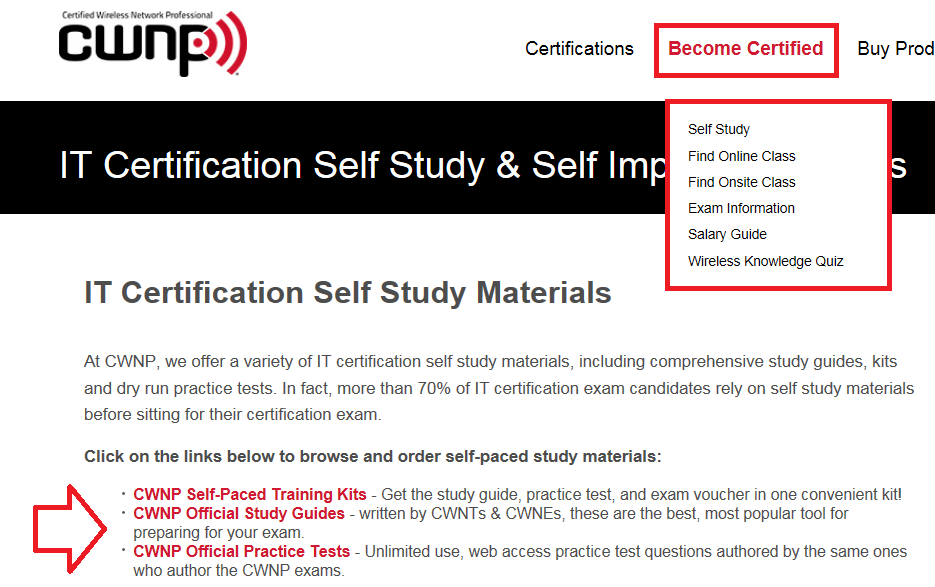 Certified Wireless Network Professional
cwnp
Certifications
Become Certified
Buy Prod
Self Study
Find Online Class
Find Onsite Class
Exam Information
Salary Guide
Wireless Knowledge Quiz
IT Certification Self Study & Self Imp s
IT Certification Self Study Materials
At CWNP, we offer a variety of IT certification self study materials, including comprehensive study guides, kits
and dry run practice tests. In fact, more than 70% of IT certification exam candidates rely on self study materials
before sitting for their certification exam.
Click on the links below to browse and order self-paced study materials:
· CWNP Self-Paced Training Kits - Get the study guide, practice test, and exam voucher in one convenient kit!
· CWNP Official Study Guides - written by CWNTs & CWNEs, these are the best, most popular tool for
preparing for your exam.
· CWNP Official Practice Tests - Unlimited use, web access practice test questions authored by the same ones
who author the CWNP exams.